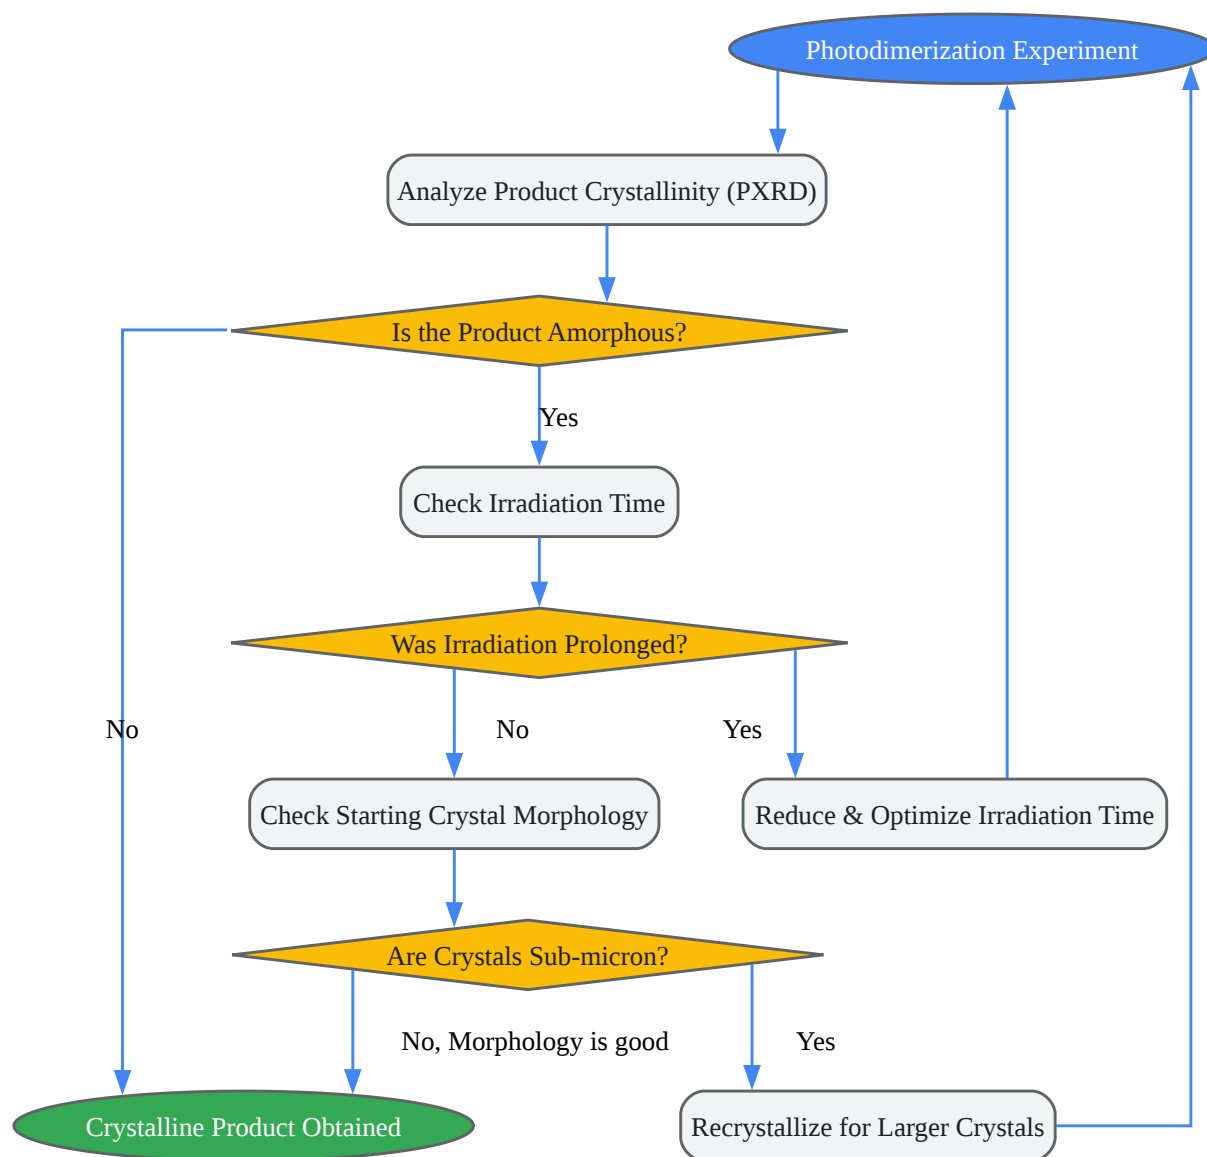 Photodimerization Experiment
Analyze Product Crystallinity (PXRD)
Is the Product Amorphous?
Yes
Check Irradiation Time
Was Irradiation Prolonged?
No
No
Yes
Check Starting Crystal Morphology
Reduce & Optimize Irradiation Time
Are Crystals Sub-micron?
No, Morphology is good
Yes
Crystalline Product Obtained
Recrystallize for Larger Crystals